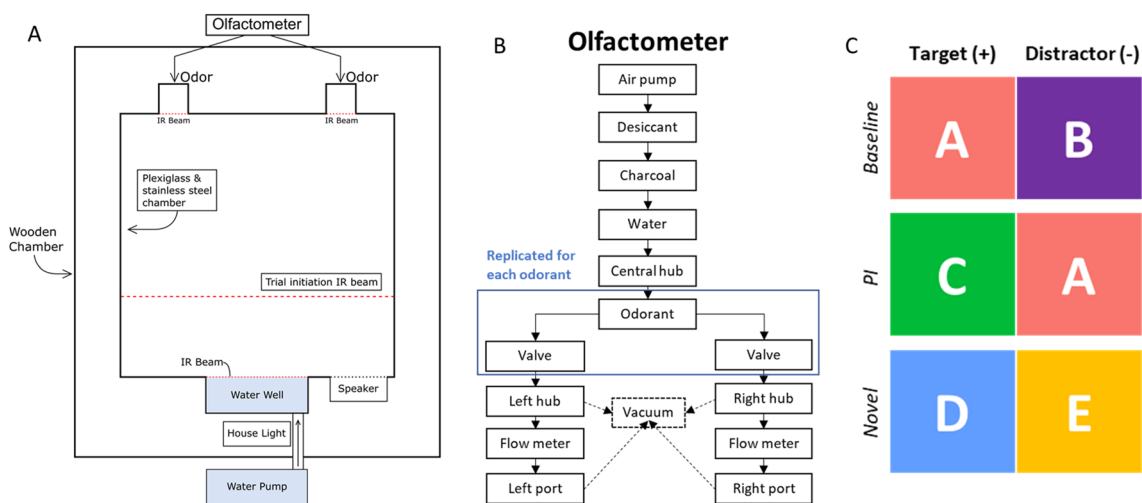 A
Olfactometer
Odor
Odor
IR Beam
IR Beam
Plexiglass &
stainless steel
chamber
Wooden
Chamber
Trial initiation IR beam
IR Beam
Water Well
Speaker
House Light
Water Pump
B
Olfactometer
Air pump
Desiccant
Charcoal
Water
Replicated for
each odorant
Central hub
Odorant
Valve
Valve
Left hub
Vacuum
Right hub
Flow meter
Flow meter
Left port
Right port
C
Target (+)
Distractor (-)
Baseline
A
B
PI
C
A
Novel
D
E